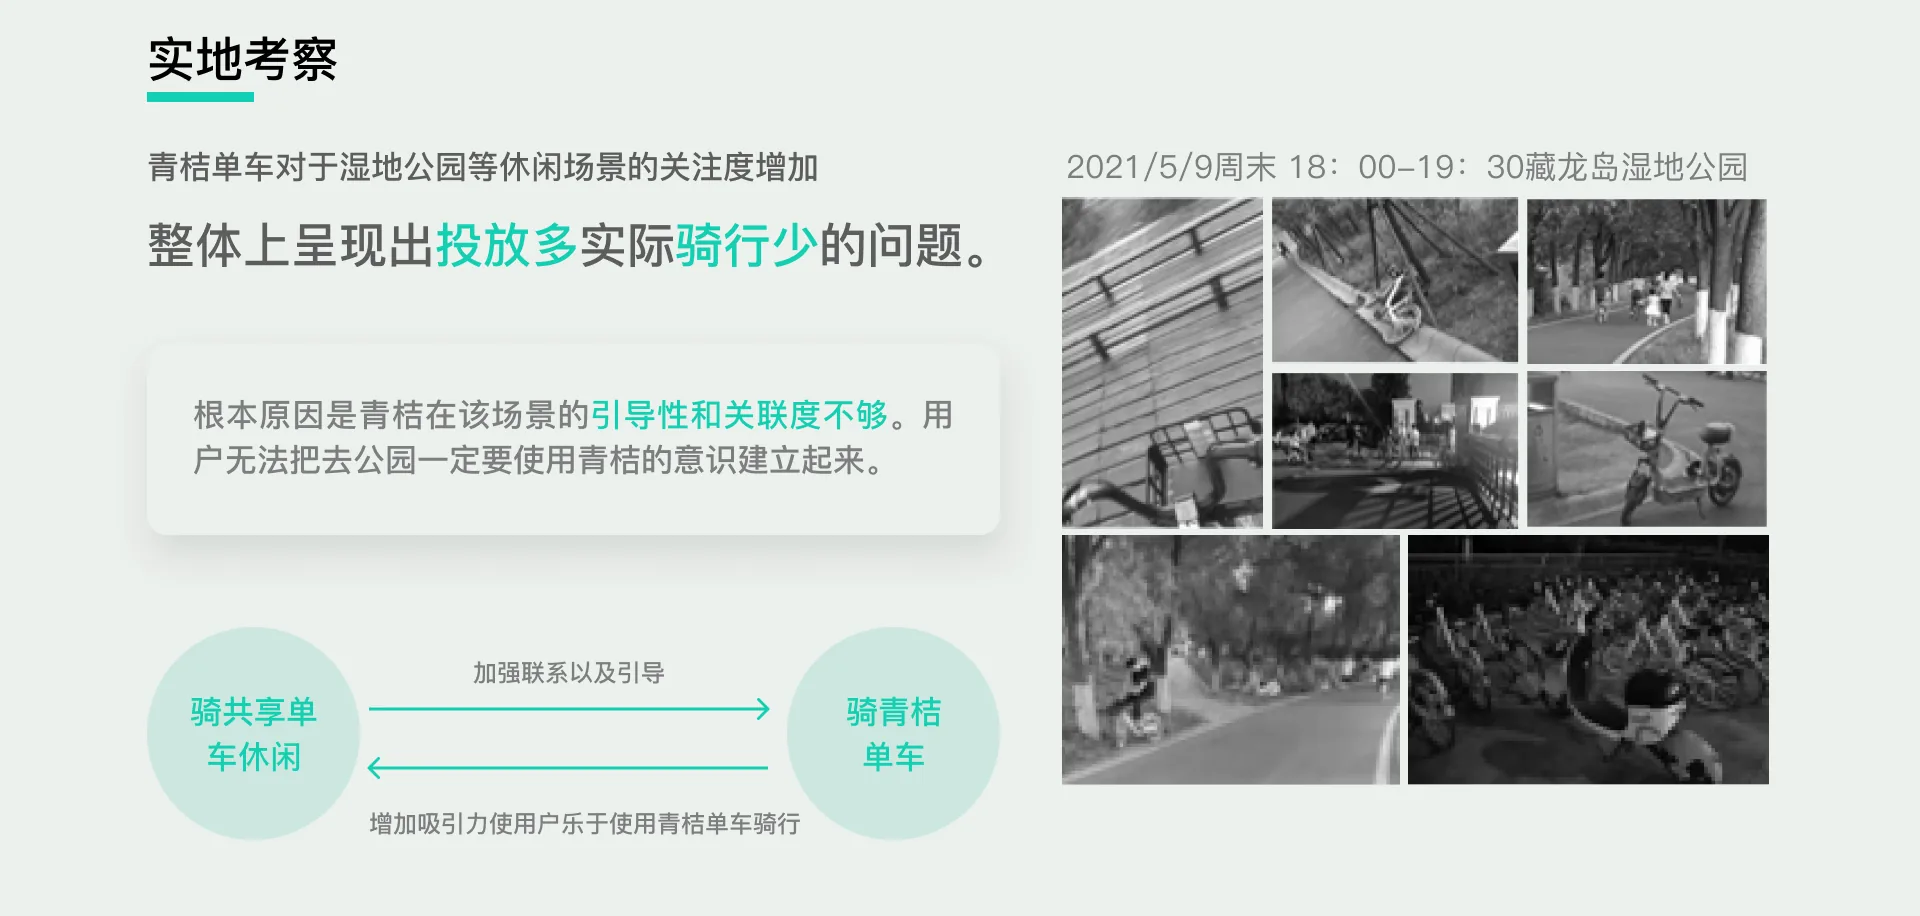 实地考察
青桔单车对于湿地公园等休闲场景的关注度增加
整体上呈现出投放多实际骑行少的问题。
根本原因是青桔在该场景的引导性和关联度不够。用
户无法把去公园一定要使用青桔的意识建立起来。
骑共享单
车休闲
加强联系以及引导
增加吸引力使用户乐于使用青桔单车骑行
骑青桔
单车
2021/5/9周末 18：00-19：30藏龙岛湿地公园